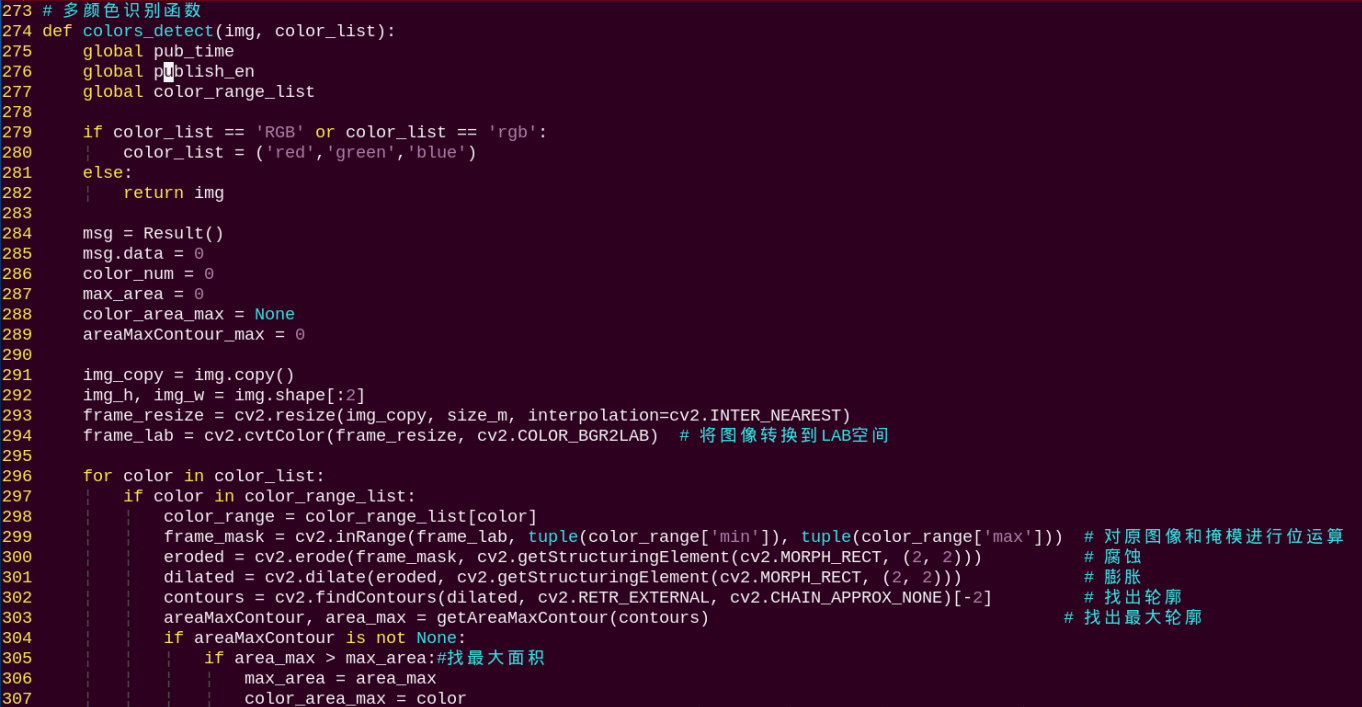 273 # 多颜色识别函数
274 def colors_detect(img, color_list):
275     global pub_time
276     global publish_en
277     global color_range_list
278
279     if color_list == 'RGB' or color_list == 'rgb':
280         color_list = ('red','green','blue')
281     else:
282         return img
283
284     msg = Result()
285     msg.data = 0
286     color_num = 0
287     max_area = 0
288     color_area_max = None
289     areaMaxContour_max = 0
290
291     img_copy = img.copy()
292     img_h, img_w = img.shape[:2]
293     frame_resize = cv2.resize(img_copy, size_m, interpolation=cv2.INTER_NEAREST)
294     frame_lab = cv2.cvtColor(frame_resize, cv2.COLOR_BGR2LAB)  # 将图像转换到LAB空间
295
296     for color in color_list:
297         if color in color_range_list:
298             color_range = color_range_list[color]
299             frame_mask = cv2.inRange(frame_lab, tuple(color_range['min']), tuple(color_range['max']))  # 对原图像和掩模进行位运算
300             eroded = cv2.erode(frame_mask, cv2.getStructuringElement(cv2.MORPH_RECT, (2, 2)))          # 腐蚀
301             dilated = cv2.dilate(eroded, cv2.getStructuringElement(cv2.MORPH_RECT, (2, 2)))            # 膨胀
302             contours = cv2.findContours(dilated, cv2.RETR_EXTERNAL, cv2.CHAIN_APPROX_NONE)[-2]         # 找出轮廓
303             areaMaxContour, area_max = getAreaMaxContour(contours)                                   # 找出最大轮廓
304             if areaMaxContour is not None:
305                 if area_max > max_area:#找最大面积
306                     max_area = area_max
307                     color_area_max = color